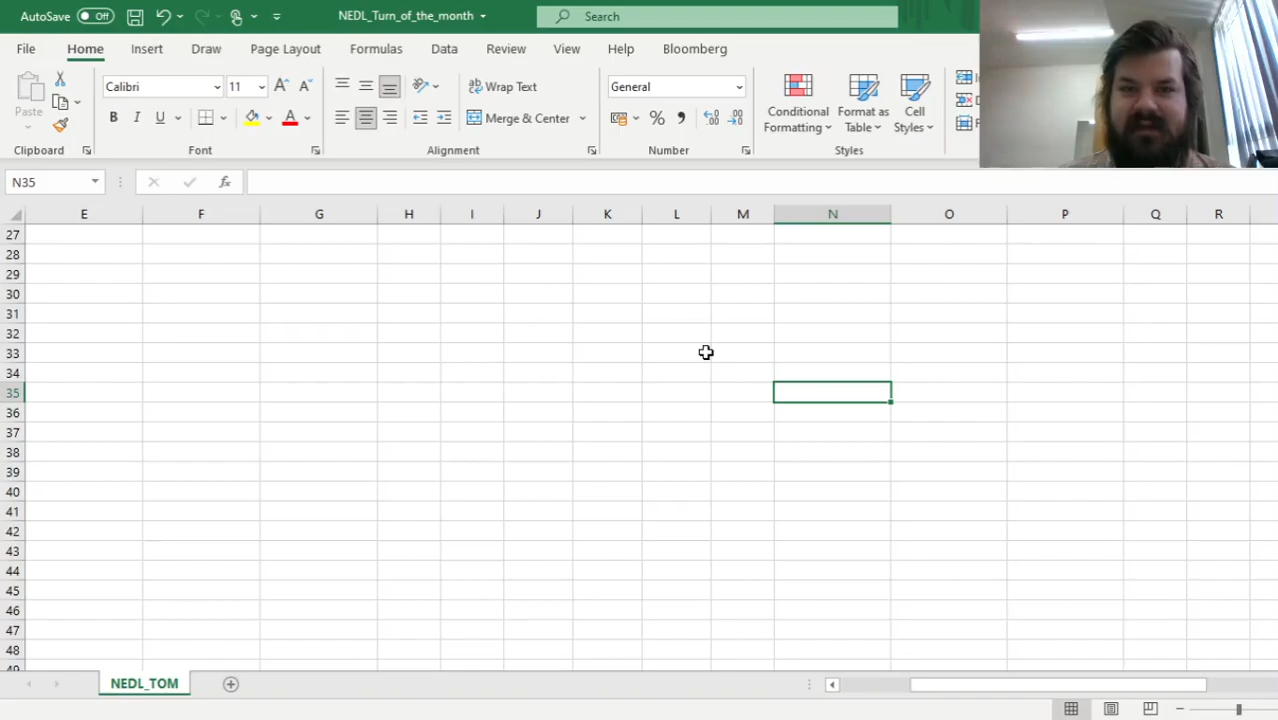 AutoSave Off NEDL_Turn_of_the_month Search
File Home Insert Draw Page Layout Formulas Data Review View Help Bloomberg
Paste Calibri 11 Wrap Text General Conditional Formatting Format as Table Cell Styles
B I U Merge & Center %
Clipboard Font Alignment Number Styles
N35 fx
E F G H I J K L M N O P Q R
27
28
29
30
31
32
33
34
35
36
37
38
39
40
41
42
43
44
45
46
47
48
49
NEDL_TOM